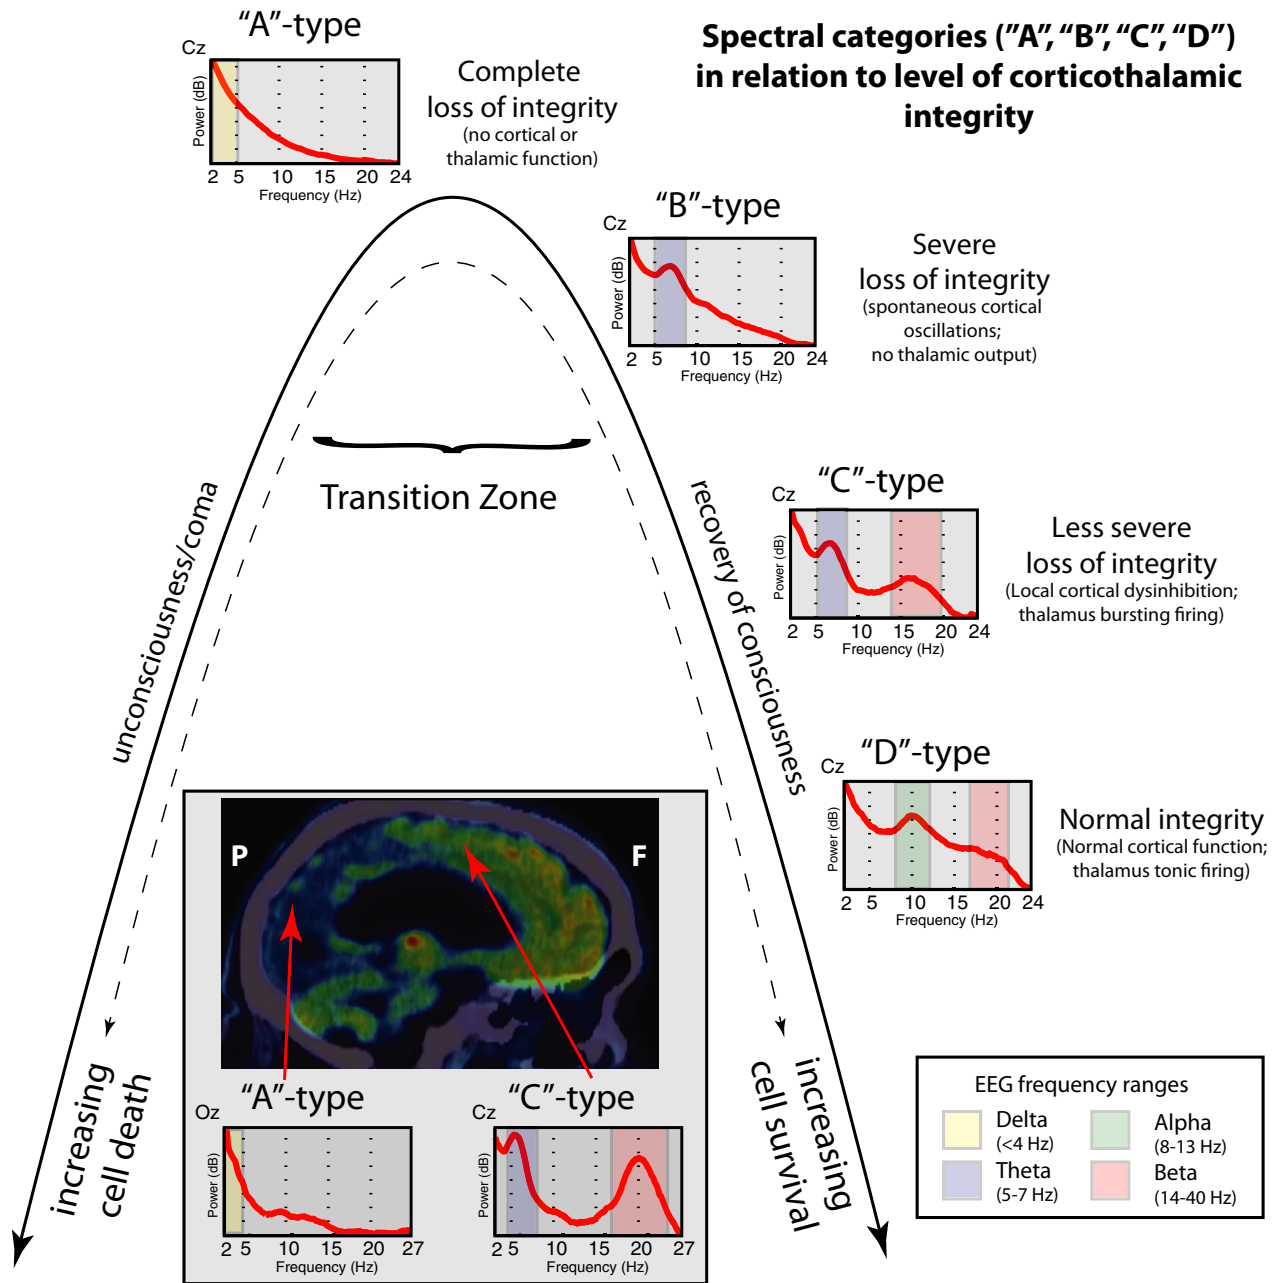 Spectral categories ("A", "B", "C", "D")
in relation to level of corticothalamic
integrity
"A"-type
Cz
Power (dB)
2 5 10 15 20 24
Frequency (Hz)
Complete
loss of integrity
(no cortical or
thalamic function)
"B"-type
Cz
Power (dB)
2 5 10 15 20 24
Frequency (Hz)
Severe
loss of integrity
(spontaneous cortical
oscillations;
no thalamic output)
Transition Zone
unconsciousness/coma
recovery of consciousness
"C"-type
Cz
Power (dB)
2 5 10 15 20 24
Frequency (Hz)
Less severe
loss of integrity
(Local cortical dysinhibition;
thalamus bursting firing)
"D"-type
Cz
Power (dB)
2 5 10 15 20 24
Frequency (Hz)
Normal integrity
(Normal cortical function;
thalamus tonic firing)
P F
increasing
cell death
increasing
cell survival
"A"-type
Oz
Power (dB)
2 5 10 15 20 27
Frequency (Hz)
"C"-type
Cz
Power (dB)
2 5 10 15 20 27
Frequency (Hz)
EEG frequency ranges
Delta
(<4 Hz)
Alpha
(8-13 Hz)
Theta
(5-7 Hz)
Beta
(14-40 Hz)